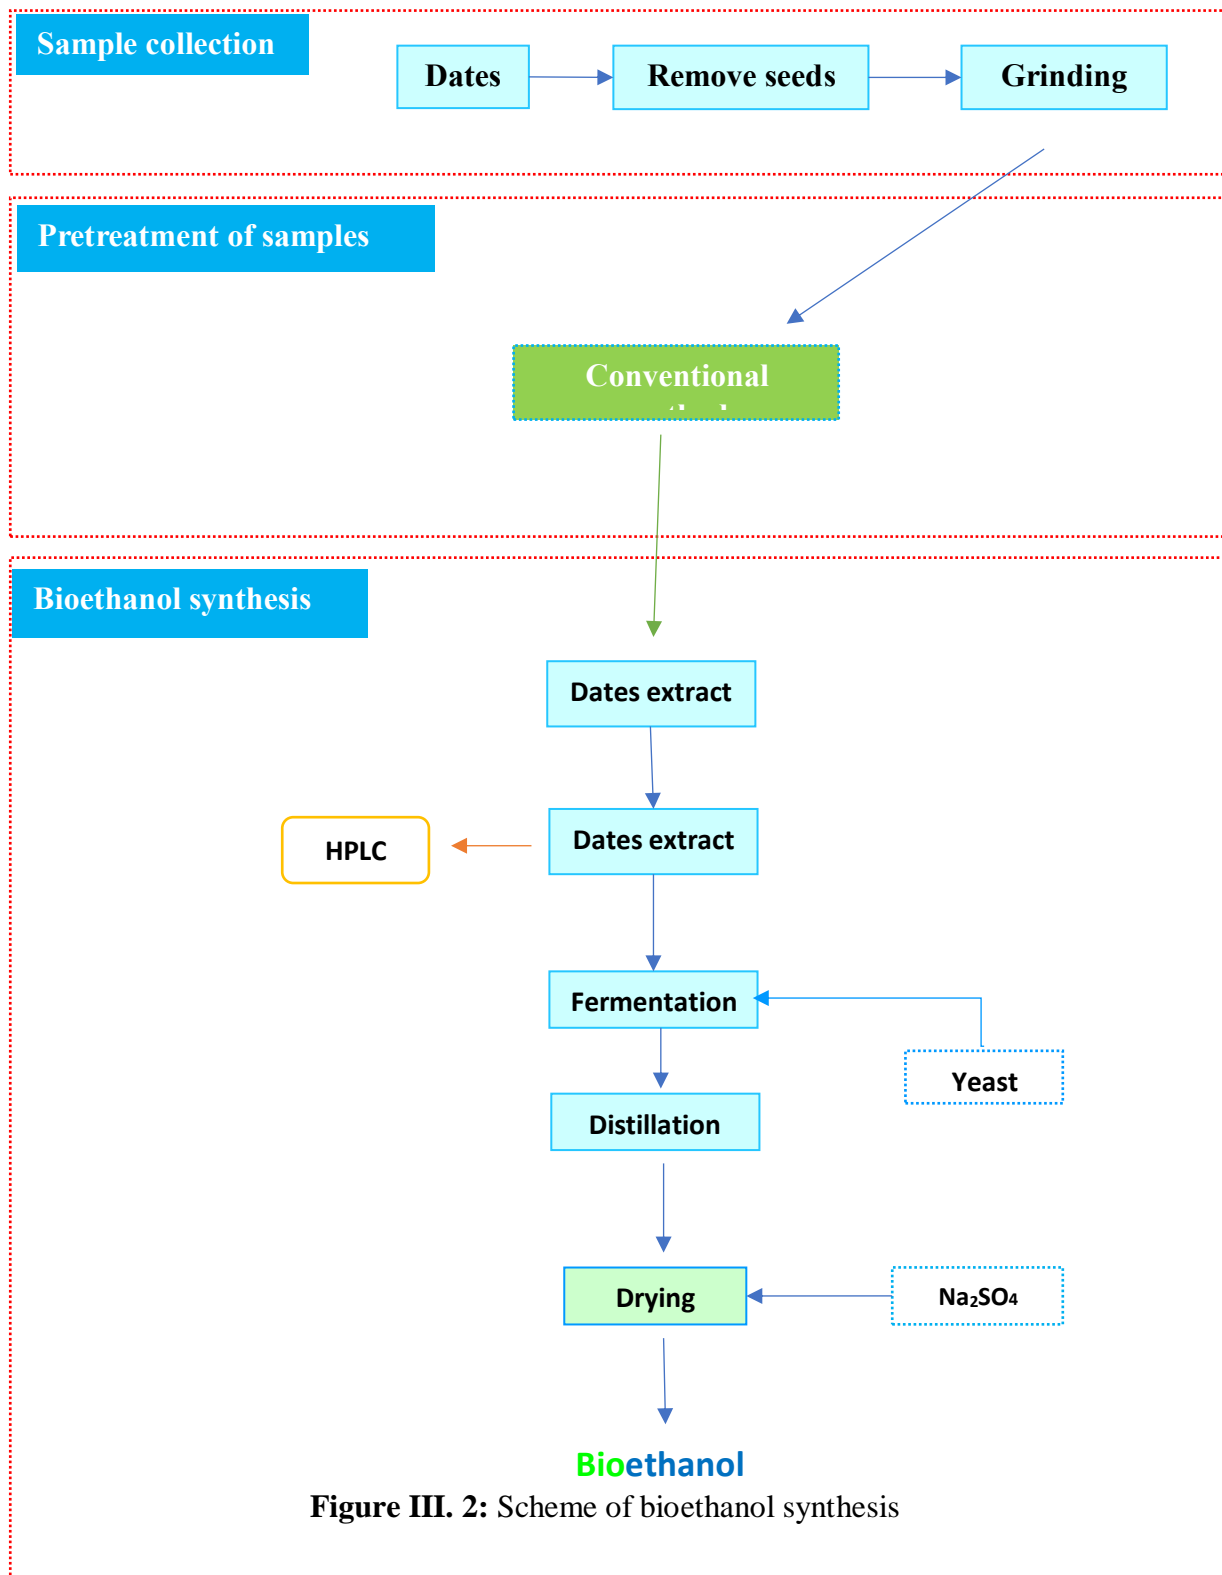 Sample collection
Dates
Remove seeds
Grinding
Pretreatment of samples
Conventional
Bioethanol synthesis
Dates extract
Dates extract
HPLC
Fermentation
Yeast
Distillation
Drying
Na₂SO₄
Bioethanol
Figure III. 2: Scheme of bioethanol synthesis